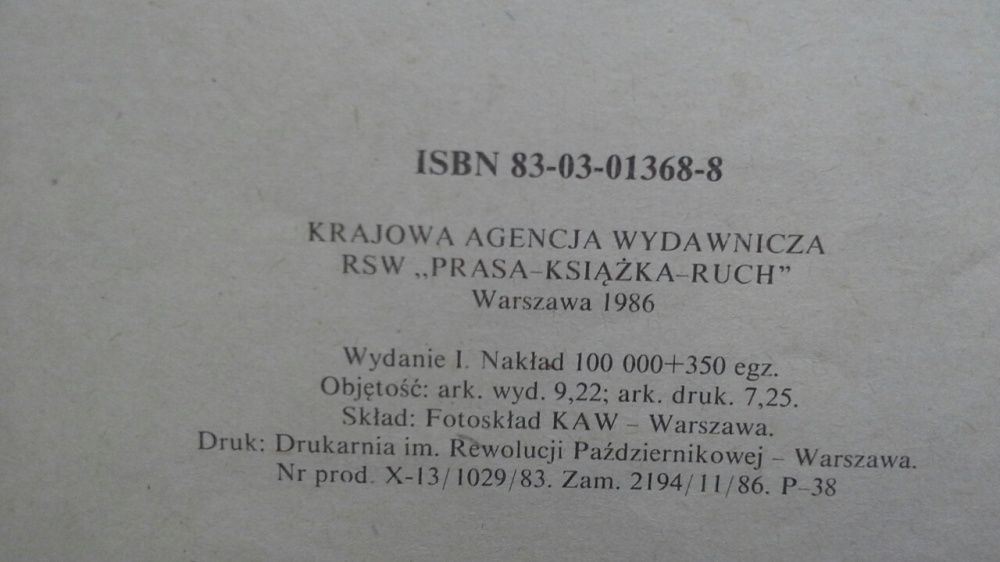 ISBN 83-03-01368-8
KRAJOWA AGENCJA WYDAWNICZA
RSW „PRASA–KSIĄŻKA–RUCH”
Warszawa 1986
Wydanie I. Nakład 100 000+350 egz.
Objętość: ark. wyd. 9,22; ark. druk. 7,25.
Skład: Fotoskład KAW – Warszawa.
Druk: Drukarnia im. Rewolucji Październikowej – Warszawa.
Nr prod. X-13/1029/83. Zam. 2194/11/86. P–38